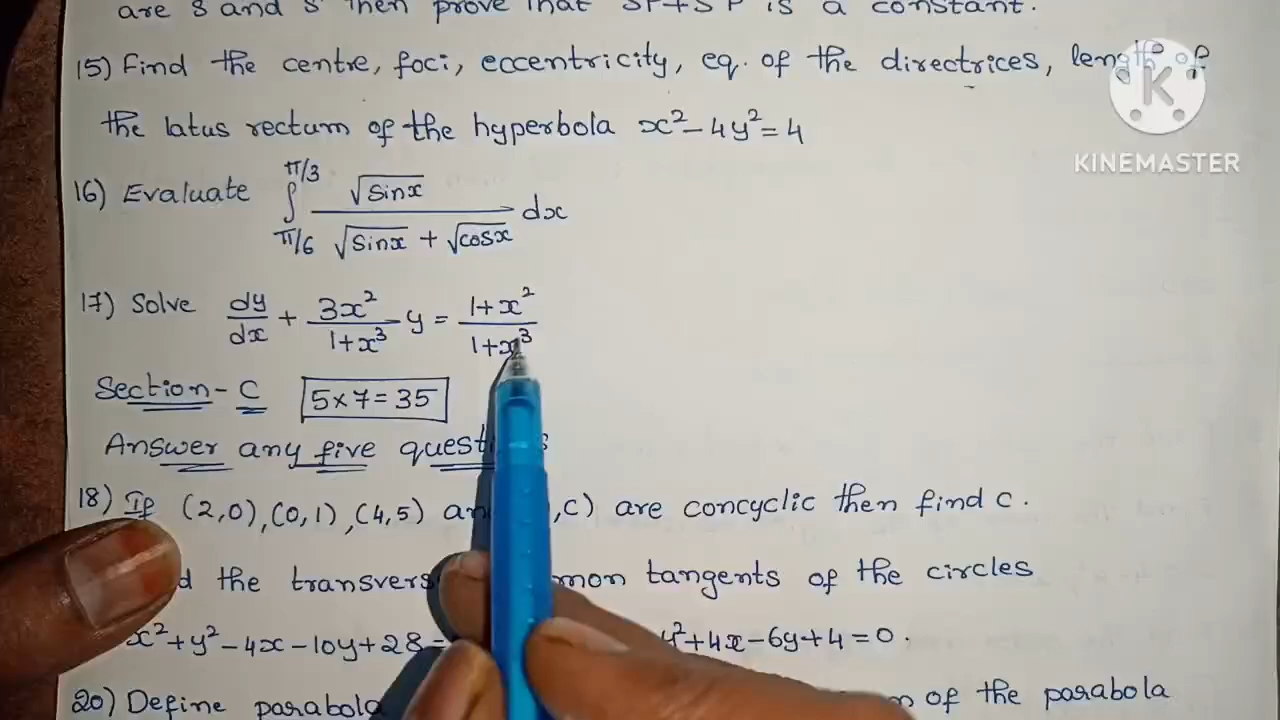 are S and S' then prove that SP+S'P is a constant.
15) Find the centre, foci, eccentricity, eq. of the directrices, length of
the latus rectum of the hyperbola x²-4y²=4
K
KINEMASTER
16) Evaluate ∫_{π/6}^{π/3} √sinx / (√sinx + √cosx) dx
17) Solve dy/dx + 3x²/(1+x³) y = (1+x²)/(1+x³)
Section-C 5×7=35
Answer any five
18) If (2,0),(0,1),(4,5) ,c) are concyclic then find c.
the tangents of the circles
x²+y²-4x-10y+28= y²+4x-6y+4=0.
20) Define parabola of the parabola